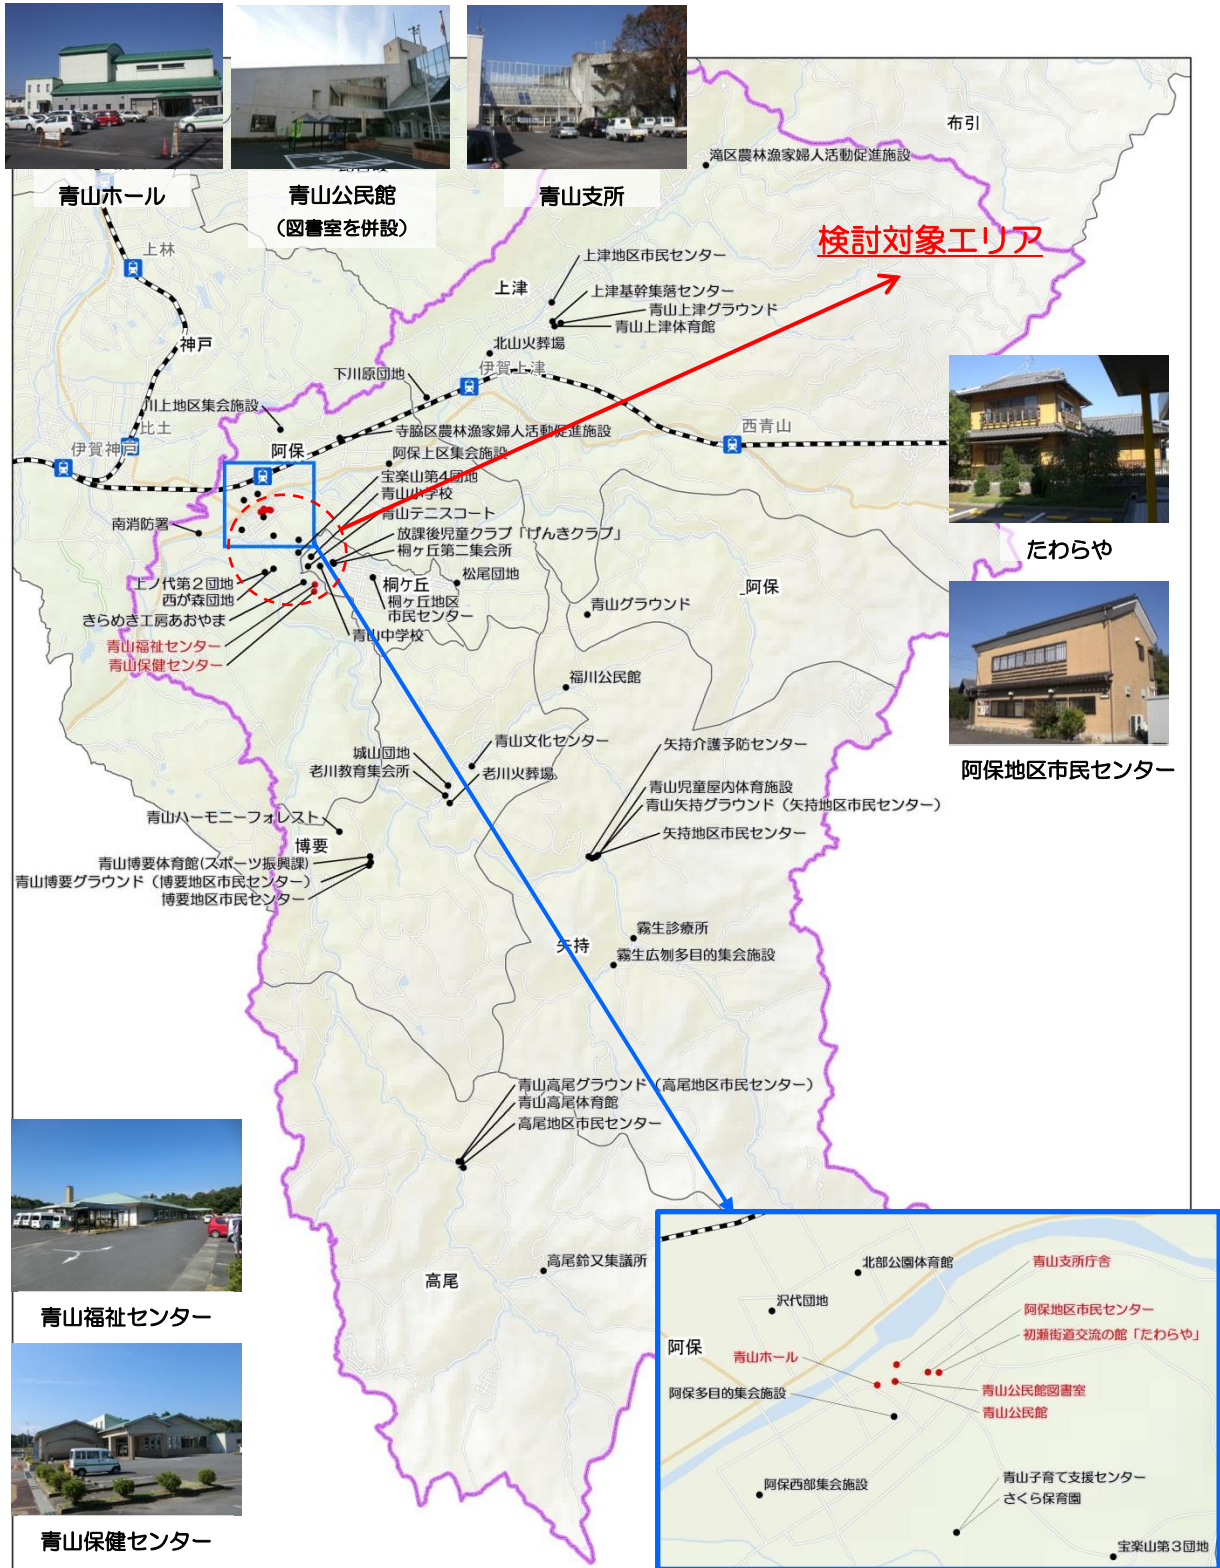 青山ホール
青山公民館
(図書室を併設)
青山支所
布引
滝区農林漁家婦人活動促進施設
検討対象エリア
上林
上津地区市民センター
上津
上津基幹集落センター
青山上津グラウンド
青山上津体育館
神戸
北山火葬場
伊賀上津
下川原団地
川上地区集会施設
比土
伊賀神戸
西青山
寺脇区農林漁家婦人活動促進施設
阿保
阿保上区集会施設
宝楽山第4団地
青山小学校
青山テニスコート
放課後児童クラブ「げんきクラブ」
桐ヶ丘第二集会所
南消防署
たわらや
上ノ代第2団地
西が森団地
桐ケ丘
松尾団地
桐ヶ丘地区
市民センター
阿保
青山グラウンド
きらめき工房あおやま
青山中学校
青山福祉センター
青山保健センター
福川公民館
阿保地区市民センター
城山団地
青山文化センター
老川教育集会所
老川火葬場
矢持介護予防センター
青山児童屋内体育施設
青山矢持グラウンド(矢持地区市民センター)
矢持地区市民センター
青山ハーモニーフォレスト
博要
青山博要体育館(スポーツ振興課)
青山博要グラウンド(博要地区市民センター)
博要地区市民センター
霧生診療所
矢持
霧生広刎多目的集会施設
青山高尾グラウンド(高尾地区市民センター)
青山高尾体育館
高尾地区市民センター
高尾鈴又集議所
高尾
青山福祉センター
青山保健センター
北部公園体育館
青山支所庁舎
沢代団地
阿保地区市民センター
初瀬街道交流の館「たわらや」
阿保
青山ホール
青山公民館図書室
阿保多目的集会施設
青山公民館
阿保西部集会施設
青山子育て支援センター
さくら保育園
宝楽山第3団地